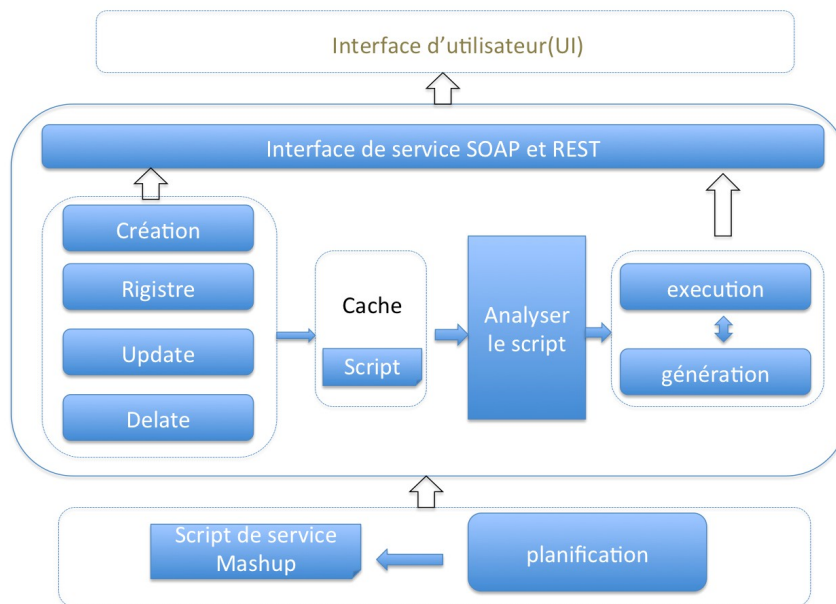 Interface d'utilisateur(UI)
Interface de service SOAP et REST
Création
Rigistre
Update
Delate
Cache
Script
Analyser
le script
execution
génération
Script de service
Mashup
planification